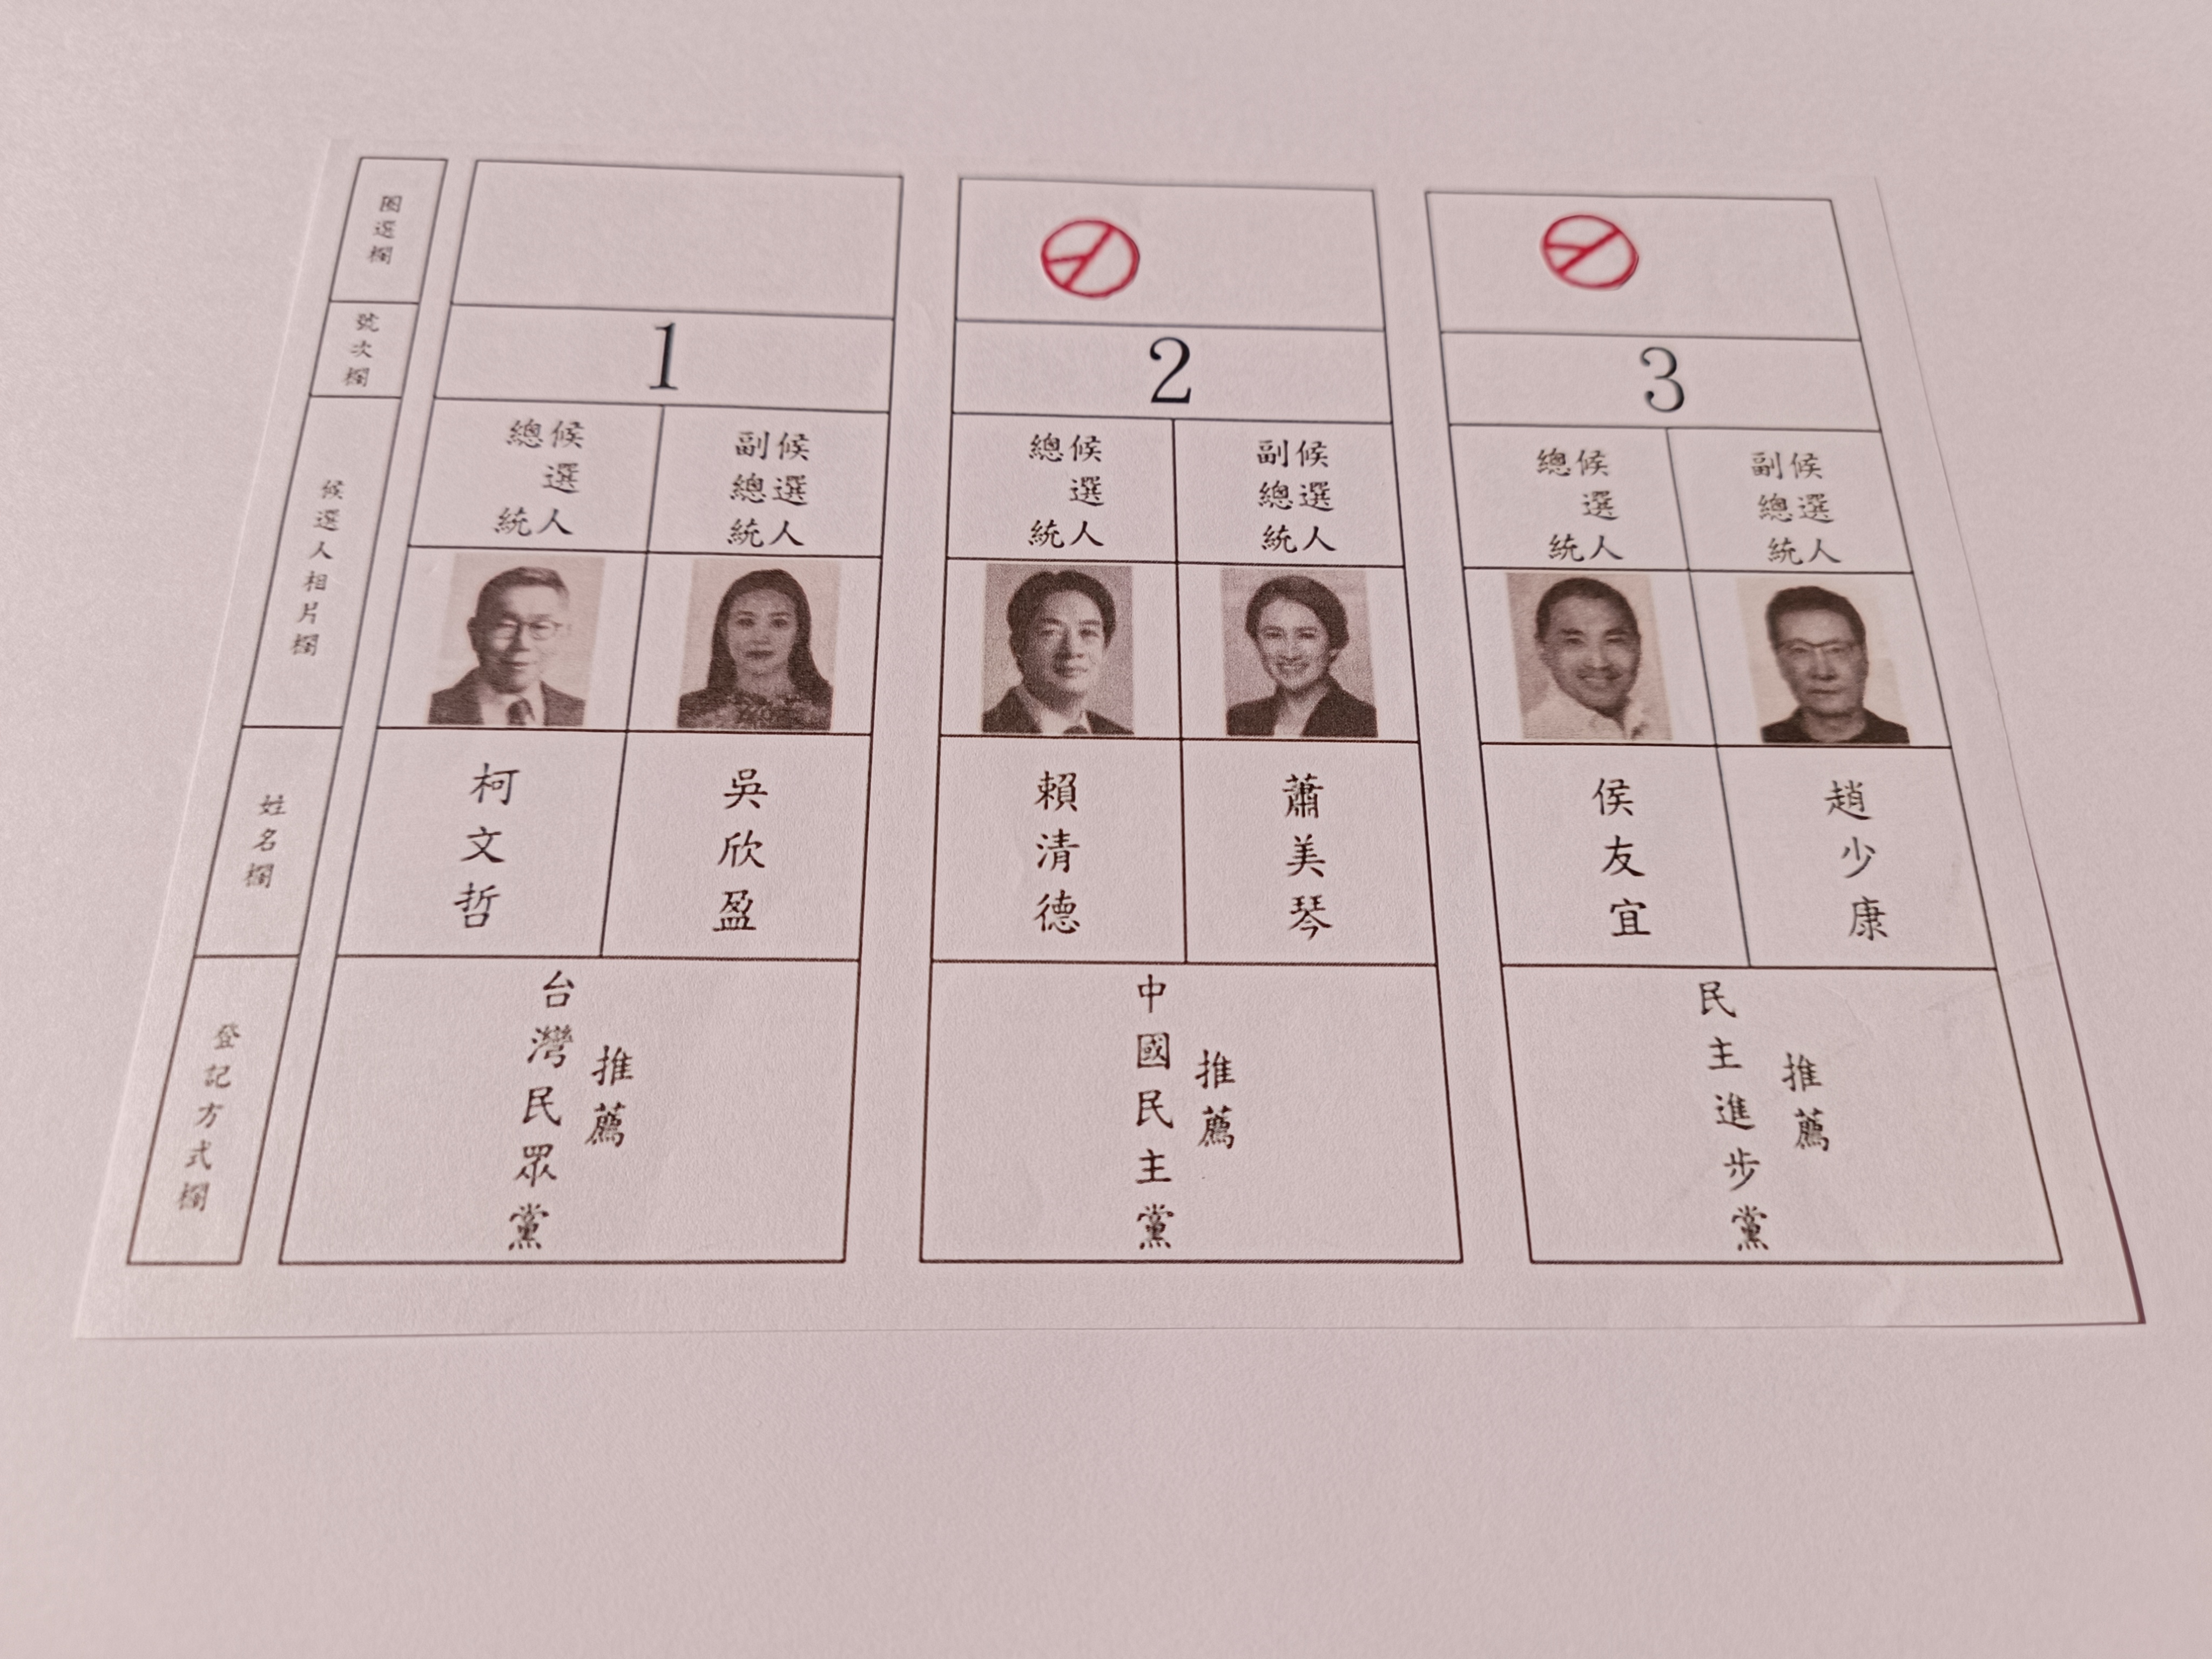 圈選欄
號次欄
候選人相片欄
姓名欄
登記方式欄
1
總統
候選人
副總統
候選人
柯文哲
吳欣盈
台灣民眾黨
推薦
2
總統
候選人
副總統
候選人
賴清德
蕭美琴
中國民主黨
推薦
3
總統
候選人
副總統
候選人
侯友宜
趙少康
民主進步黨
推薦